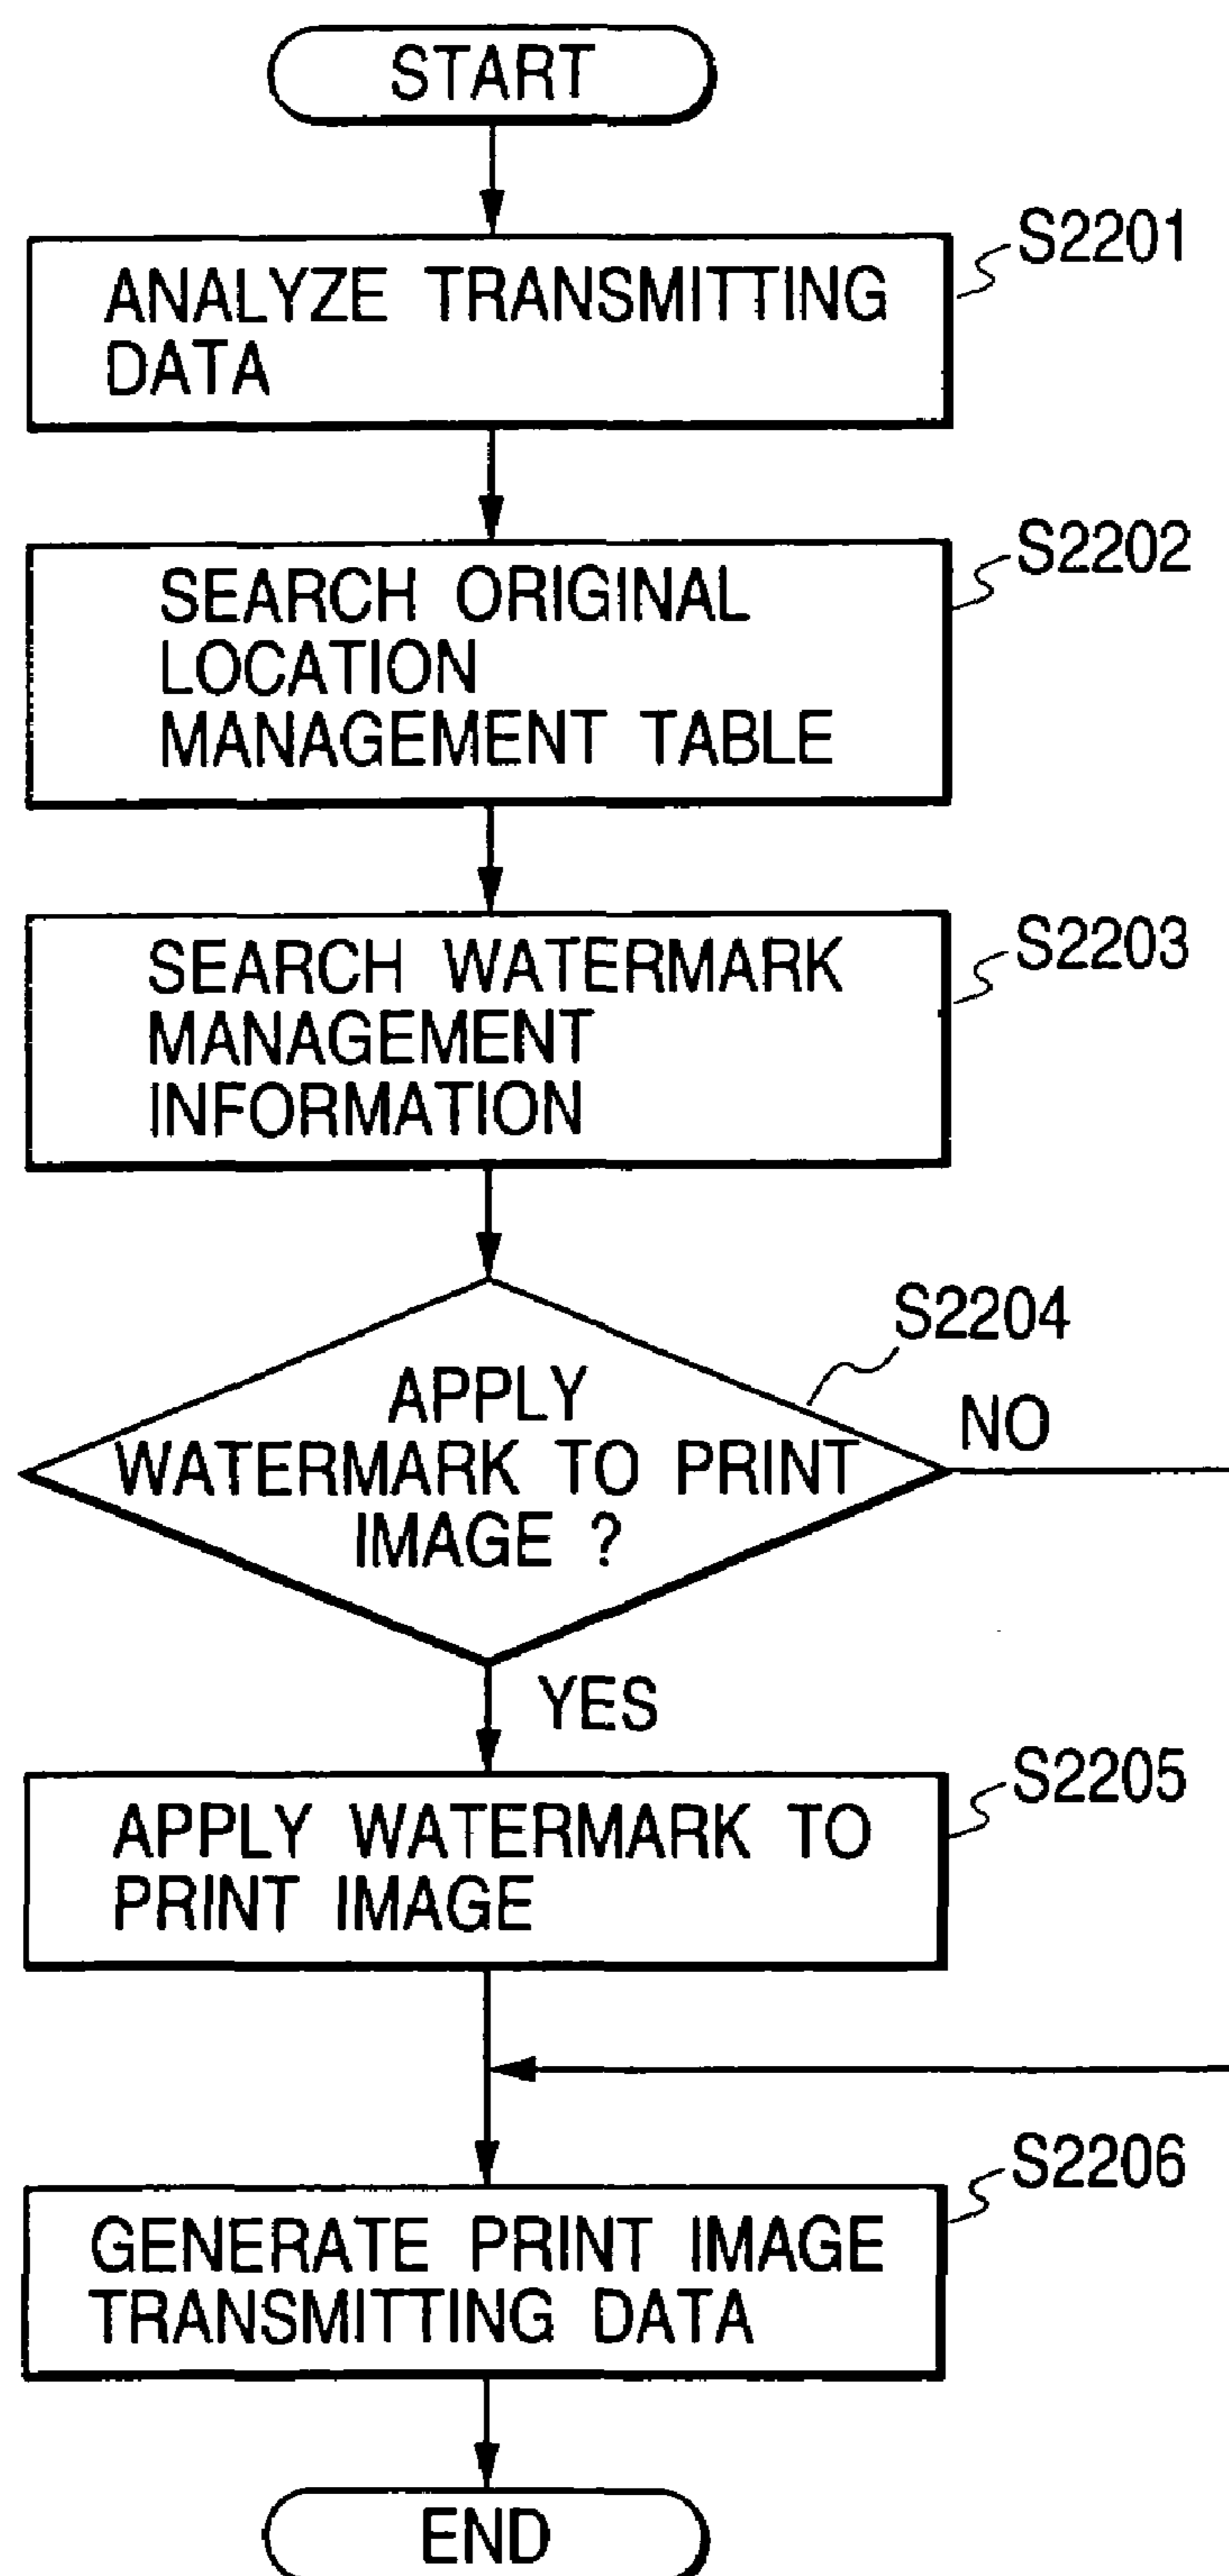 START
S2201
ANALYZE TRANSMITTING
DATA
S2202
SEARCH ORIGINAL
LOCATION
MANAGEMENT TABLE
S2203
SEARCH WATERMARK
MANAGEMENT
INFORMATION
S2204
APPLY
WATERMARK TO PRINT
IMAGE ?
NO
YES
S2205
APPLY WATERMARK TO
PRINT IMAGE
S2206
GENERATE PRINT IMAGE
TRANSMITTING DATA
END